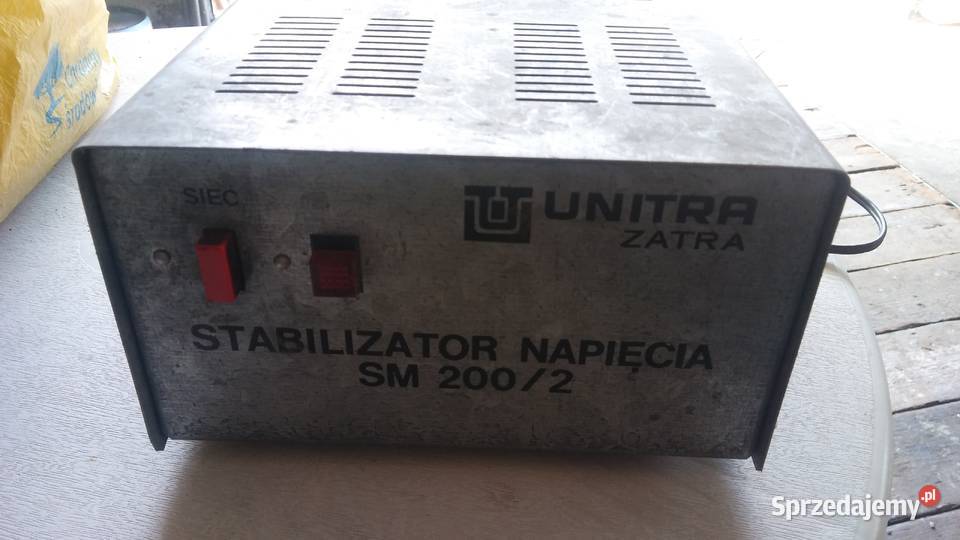 SIEC
UNITRA
ZATRA
STABILIZATOR NAPIĘCIA
SM 200/2
Sprzedajemy.pl